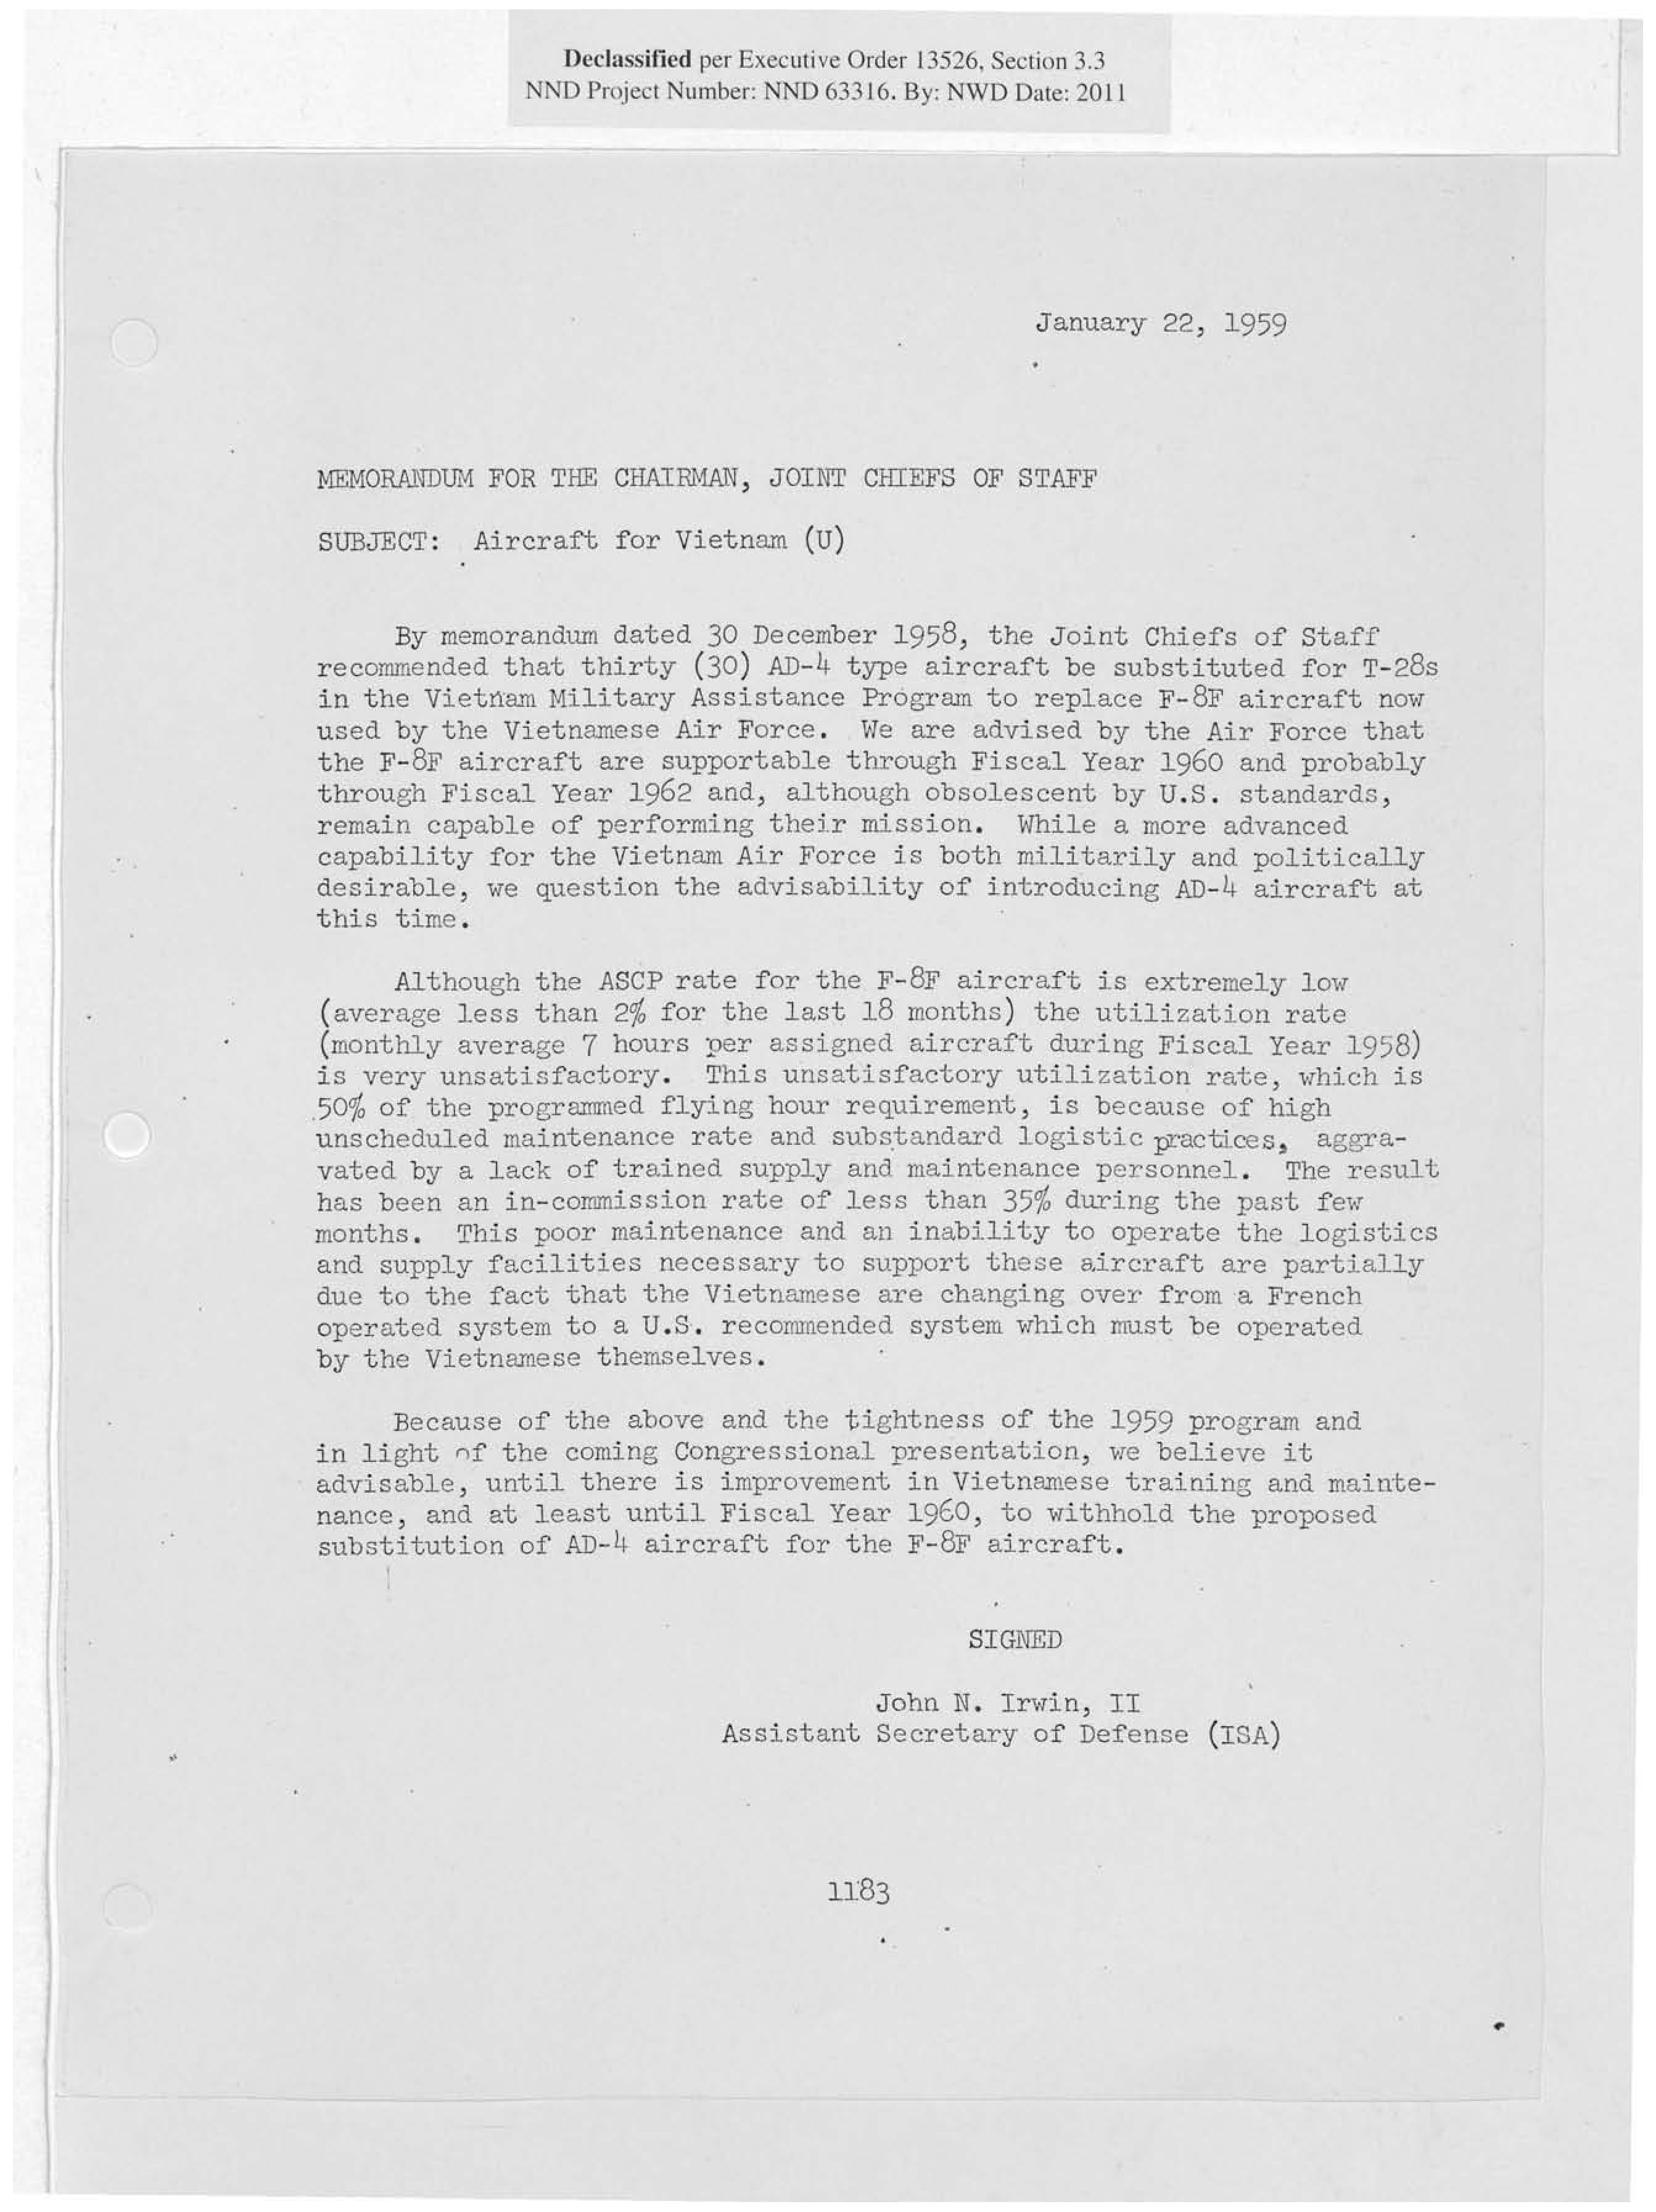 Declassified per Executive Order 13526, Section 3.3
NND Project Number: NND 63316. By: NWD Date: 2011
January 22, 1959
MEMORANDUM FOR THE CHAIRMAN, JOINT CHIEFS OF STAFF
SUBJECT: Aircraft for Vietnam (U)
By memorandum dated 30 December 1958, the Joint Chiefs of Staff
recommended that thirty (30) AD-4 type aircraft be substituted for T-28s
in the Vietnam Military Assistance Program to replace F-8F aircraft now
used by the Vietnamese Air Force. We are advised by the Air Force that
the F-8F aircraft are supportable through Fiscal Year 1960 and probably
through Fiscal Year 1962 and, although obsolescent by U.S. standards,
remain capable of performing their mission. While a more advanced
capability for the Vietnam Air Force is both militarily and politically
desirable, we question the advisability of introducing AD-4 aircraft at
this time.
Although the ASCP rate for the F-8F aircraft is extremely low
(average less than 2% for the last 18 months) the utilization rate
(monthly average 7 hours per assigned aircraft during Fiscal Year 1958)
is very unsatisfactory. This unsatisfactory utilization rate, which is
50% of the programmed flying hour requirement, is because of high
unscheduled maintenance rate and substandard logistic practices, aggra-
vated by a lack of trained supply and maintenance personnel. The result
has been an in-commission rate of less than 35% during the past few
months. This poor maintenance and an inability to operate the logistics
and supply facilities necessary to support these aircraft are partially
due to the fact that the Vietnamese are changing over from a French
operated system to a U.S. recommended system which must be operated
by the Vietnamese themselves.
Because of the above and the tightness of the 1959 program and
in light of the coming Congressional presentation, we believe it
advisable, until there is improvement in Vietnamese training and mainte-
nance, and at least until Fiscal Year 1960, to withhold the proposed
substitution of AD-4 aircraft for the F-8F aircraft.
SIGNED
John N. Irwin, II
Assistant Secretary of Defense (ISA)
1183